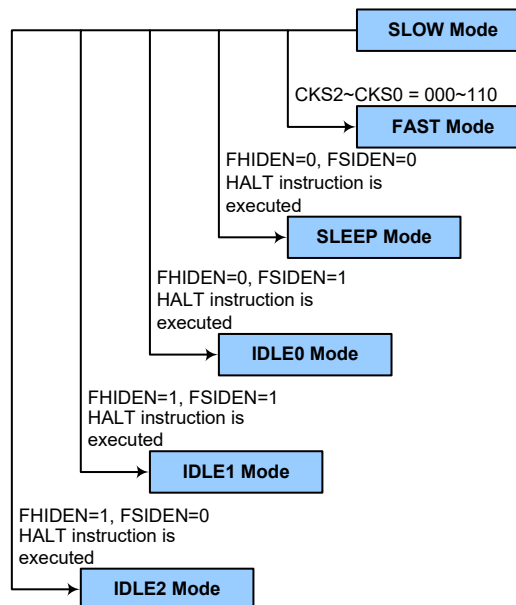 SLOW Mode
CKS2~CKS0 = 000~110
FAST Mode
FHIDEN=0, FSIDEN=0
HALT instruction is
executed
SLEEP Mode
FHIDEN=0, FSIDEN=1
HALT instruction is
executed
IDLE0 Mode
FHIDEN=1, FSIDEN=1
HALT instruction is
executed
IDLE1 Mode
FHIDEN=1, FSIDEN=0
HALT instruction is
executed
IDLE2 Mode